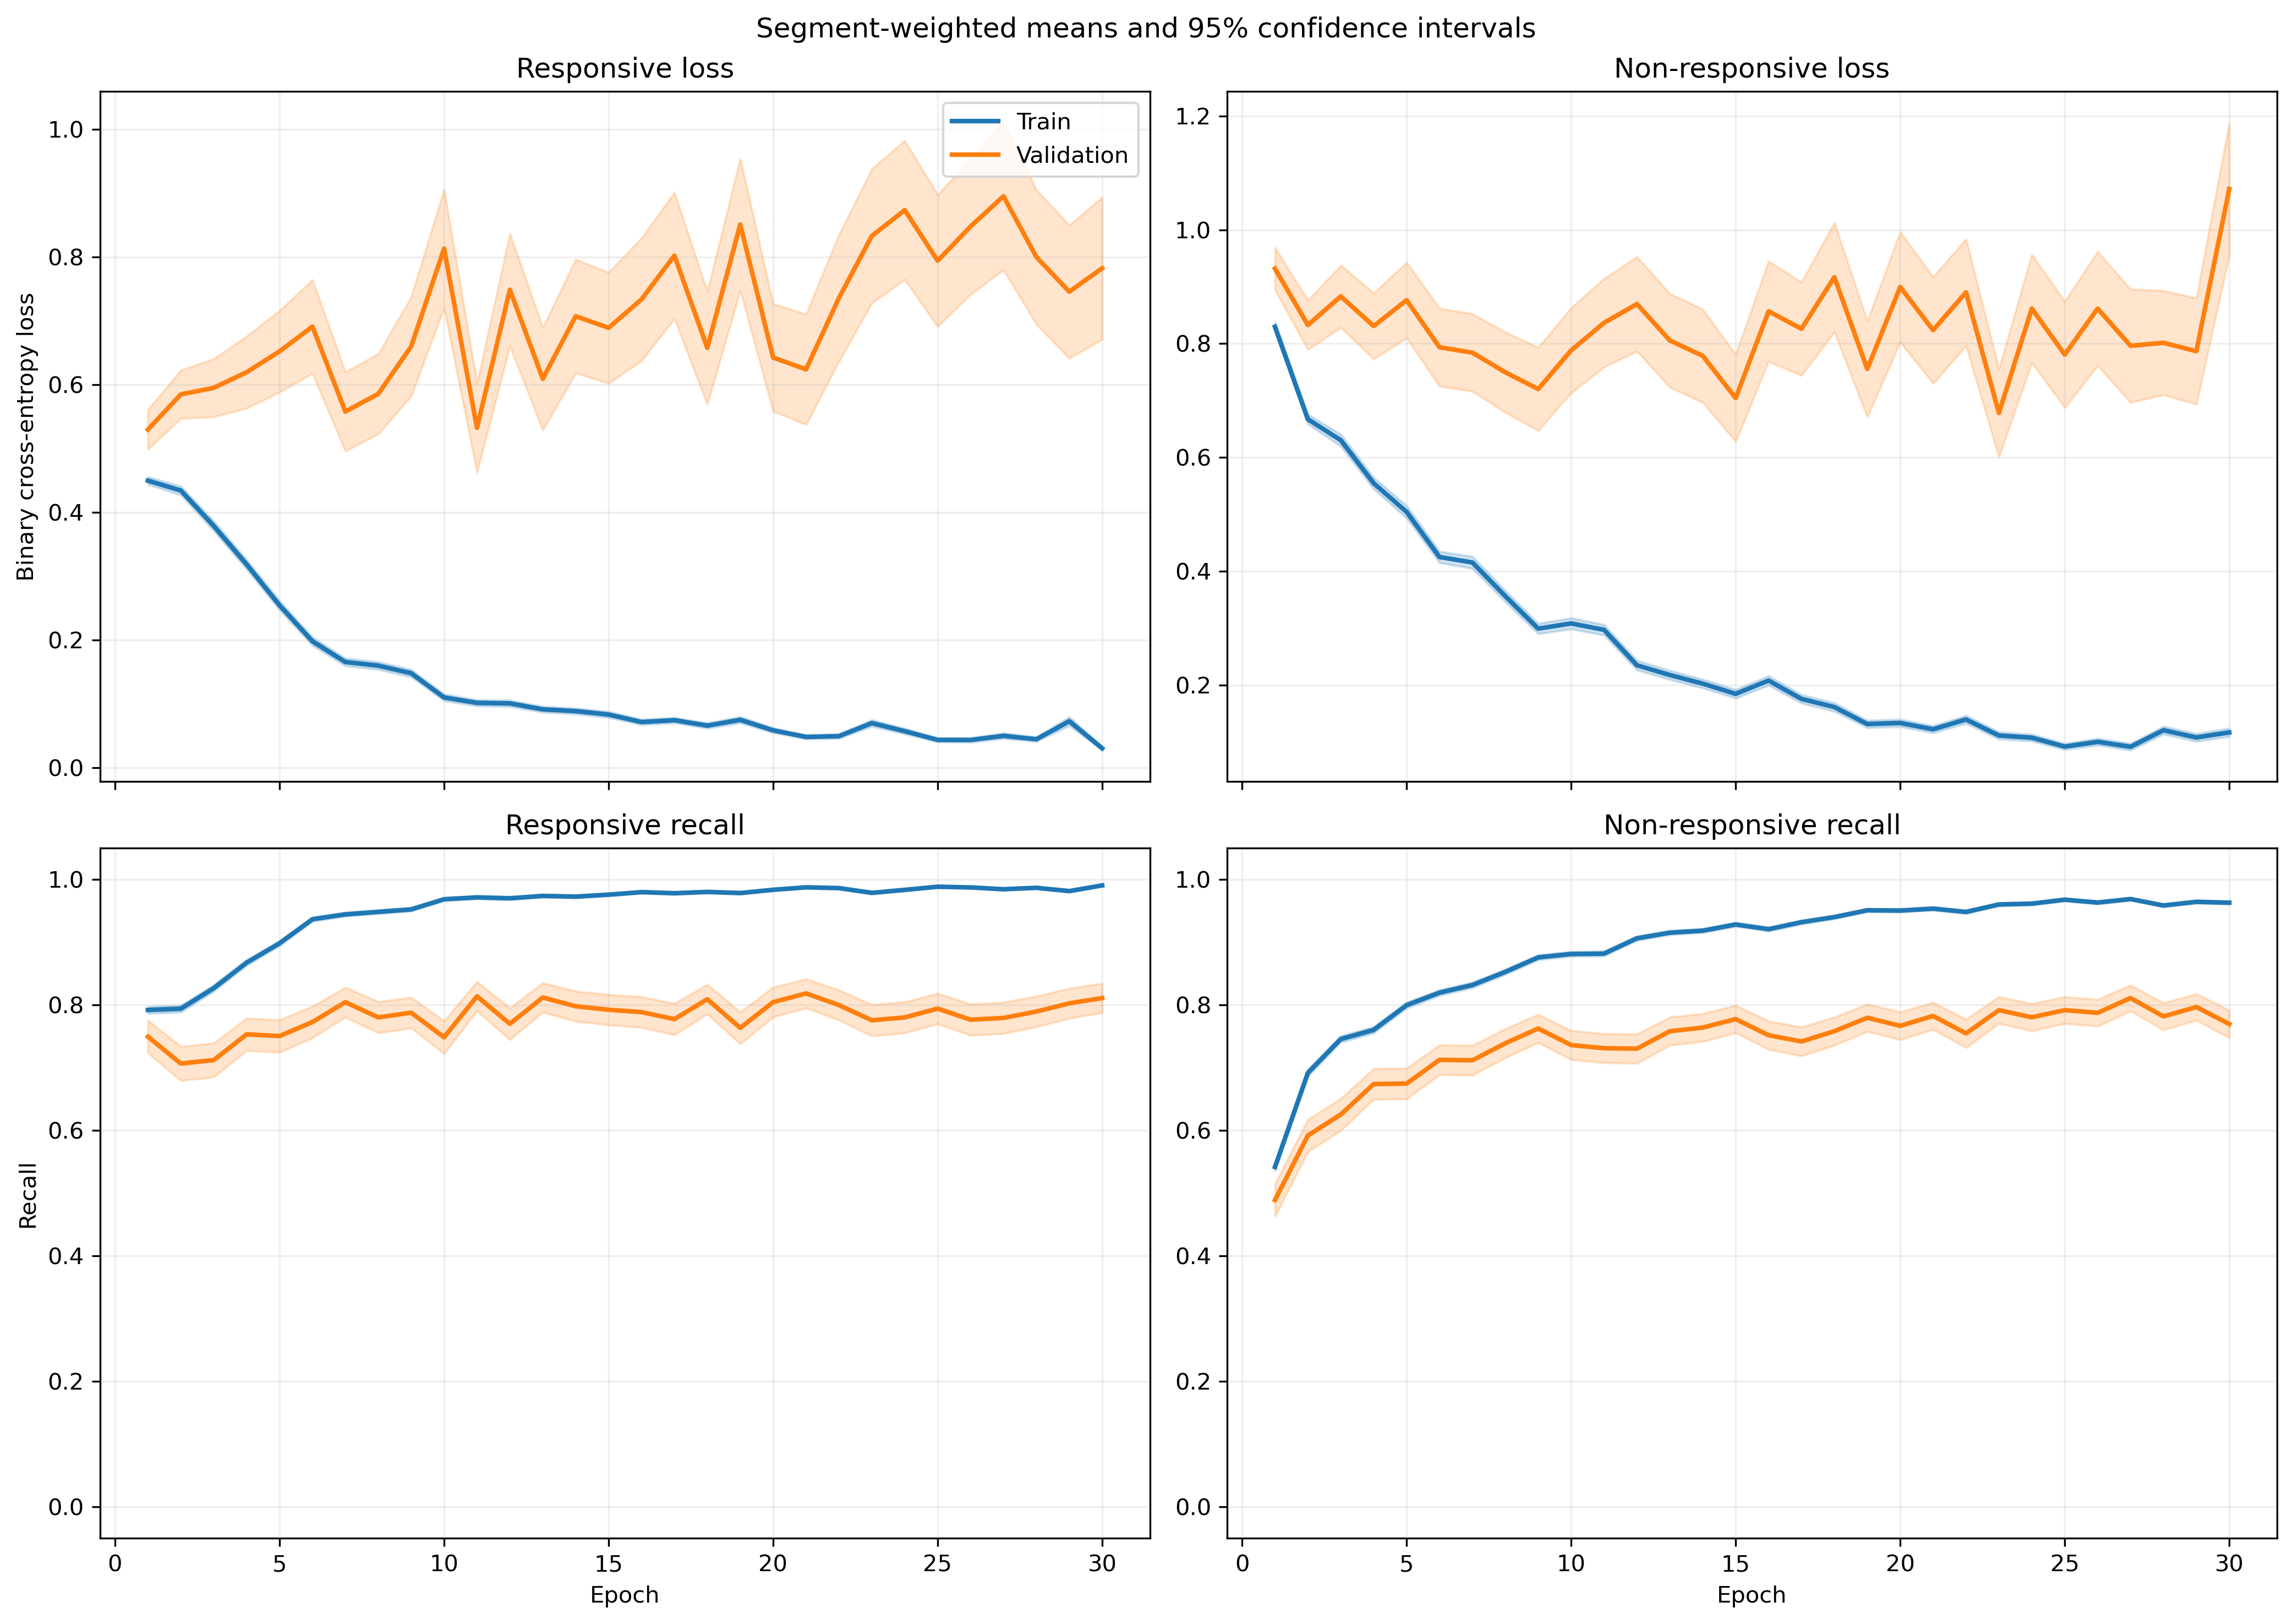 Segment-weighted means and 95% confidence intervals
Responsive loss
Non-responsive loss
Train
Validation
Binary cross-entropy loss
1.0
0.8
0.6
0.4
0.2
0.0
1.2
1.0
0.8
0.6
0.4
0.2
Responsive recall
Non-responsive recall
Recall
1.0
0.8
0.6
0.4
0.2
0.0
1.0
0.8
0.6
0.4
0.2
0.0
0 5 10 15 20 25 30
0 5 10 15 20 25 30
Epoch
Epoch